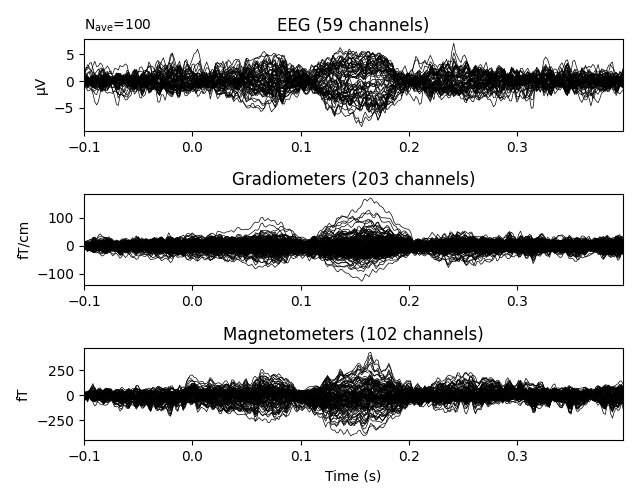 N_ave=100
EEG (59 channels)
5
0
−5
µV
−0.1 0.0 0.1 0.2 0.3
Gradiometers (203 channels)
100
0
−100
fT/cm
−0.1 0.0 0.1 0.2 0.3
Magnetometers (102 channels)
250
0
−250
fT
−0.1 0.0 0.1 0.2 0.3
Time (s)